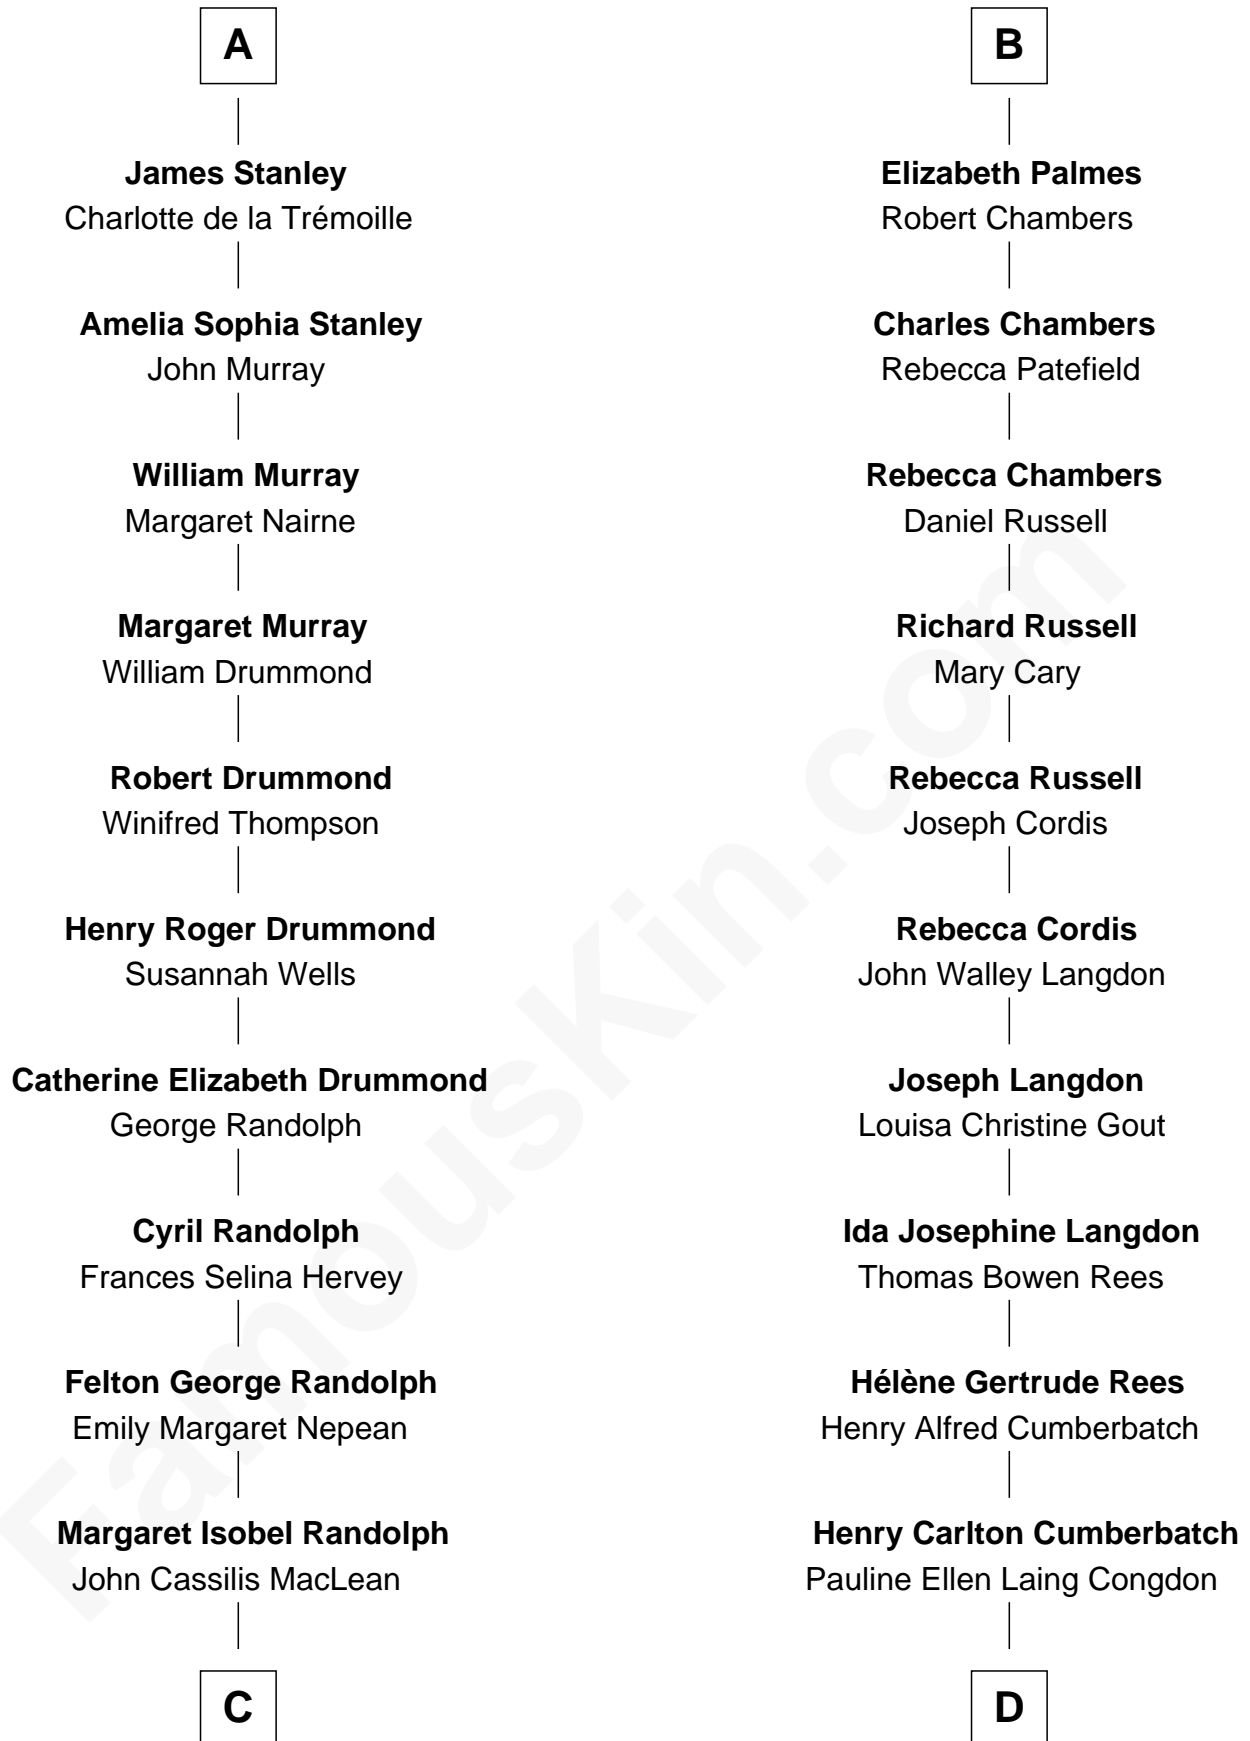 A
James Stanley
Charlotte de la Trémoille
Amelia Sophia Stanley
John Murray
William Murray
Margaret Nairne
Margaret Murray
William Drummond
Robert Drummond
Winifred Thompson
Henry Roger Drummond
Susannah Wells
Catherine Elizabeth Drummond
George Randolph
Cyril Randolph
Frances Selina Hervey
Felton George Randolph
Emily Margaret Nepean
Margaret Isobel Randolph
John Cassilis MacLean
C
B
Elizabeth Palmes
Robert Chambers
Charles Chambers
Rebecca Patefield
Rebecca Chambers
Daniel Russell
Richard Russell
Mary Cary
Rebecca Russell
Joseph Cordis
Rebecca Cordis
John Walley Langdon
Joseph Langdon
Louisa Christine Gout
Ida Josephine Langdon
Thomas Bowen Rees
Hélène Gertrude Rees
Henry Alfred Cumberbatch
Henry Carlton Cumberbatch
Pauline Ellen Laing Congdon
D
FamousKin.com